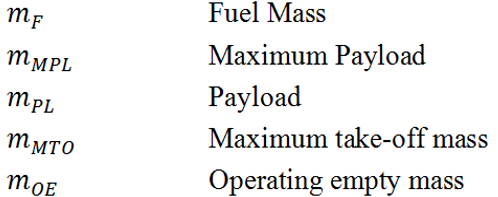 m_F Fuel Mass
m_MPL Maximum Payload
m_PL Payload
m_MTO Maximum take-off mass
m_OE Operating empty mass